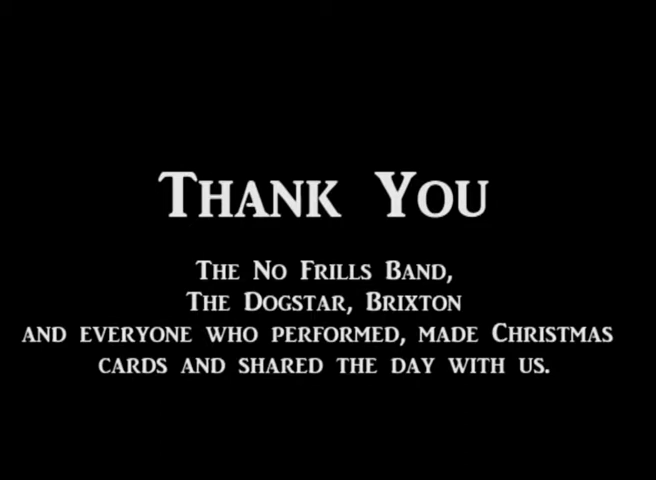 Thank You
The No Frills Band,
The Dogstar, Brixton
and everyone who performed, made Christmas
cards and shared the day with us.